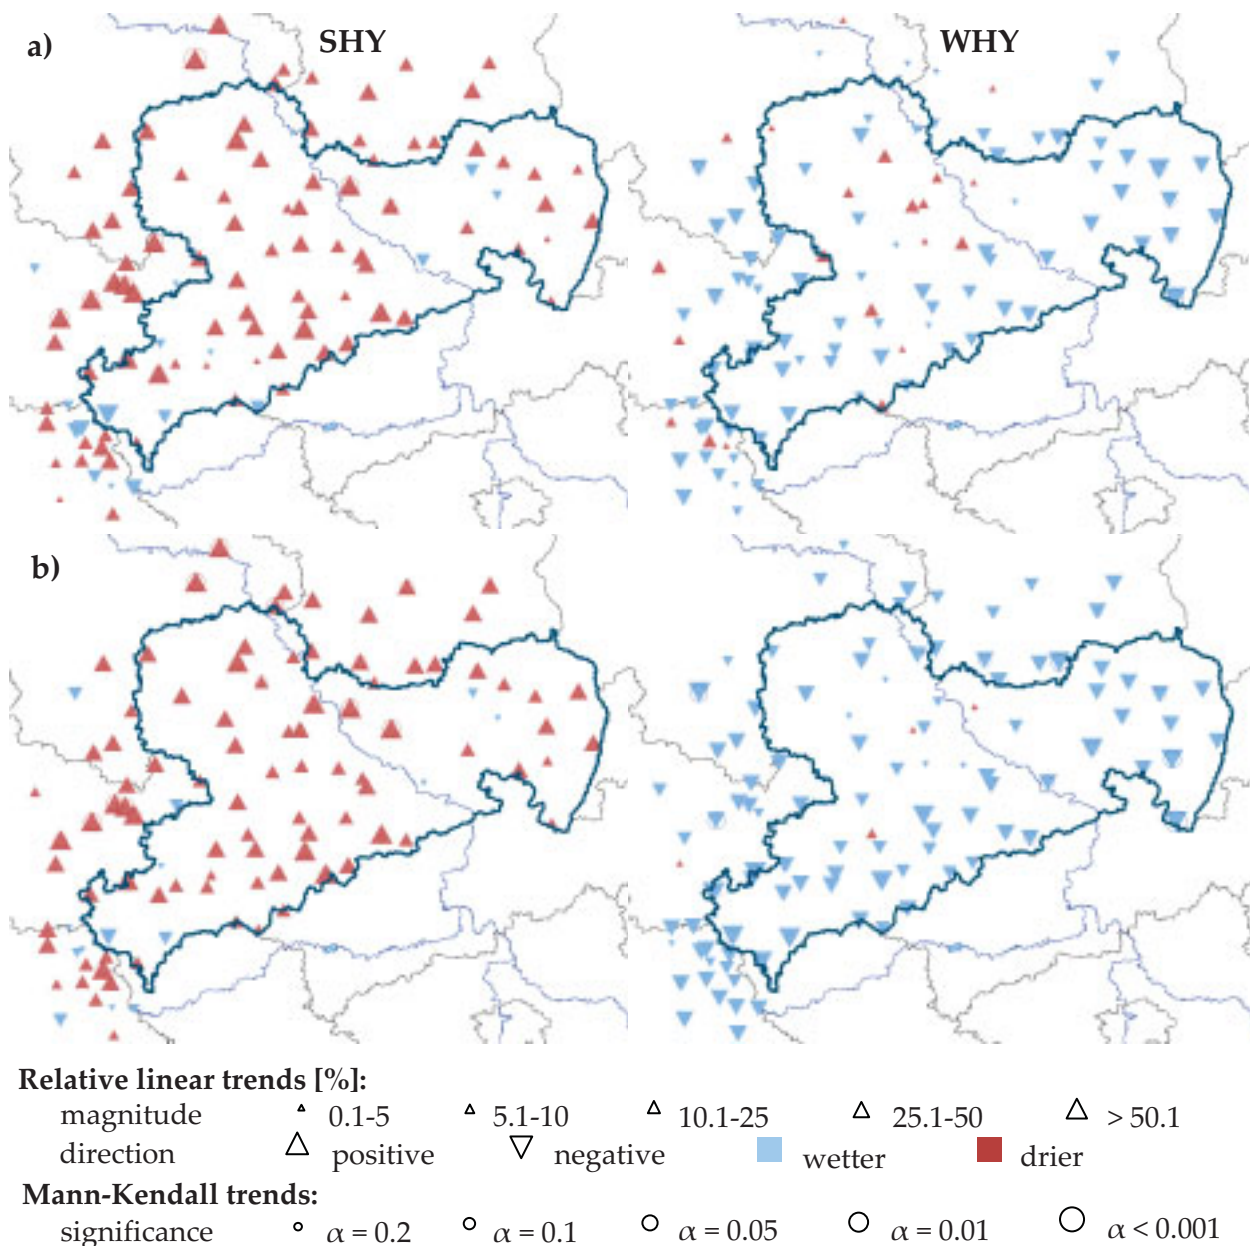 a) SHY WHY
b)
Relative linear trends [%]:
magnitude 0.1-5 5.1-10 10.1-25 25.1-50 > 50.1
direction positive negative wetter drier
Mann-Kendall trends:
significance α = 0.2 α = 0.1 α = 0.05 α = 0.01 α < 0.001